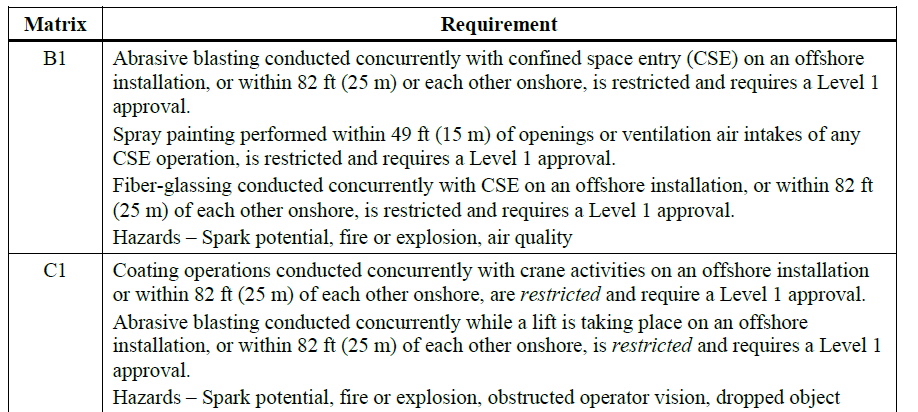 Matrix Requirement
B1 Abrasive blasting conducted concurrently with confined space entry (CSE) on an offshore
installation, or within 82 ft (25 m) or each other onshore, is restricted and requires a Level 1
approval.
Spray painting performed within 49 ft (15 m) of openings or ventilation air intakes of any
CSE operation, is restricted and requires a Level 1 approval.
Fiber-glassing conducted concurrently with CSE on an offshore installation, or within 82 ft
(25 m) of each other onshore, is restricted and requires a Level 1 approval.
Hazards – Spark potential, fire or explosion, air quality
C1 Coating operations conducted concurrently with crane activities on an offshore installation
or within 82 ft (25 m) of each other onshore, are restricted and require a Level 1 approval.
Abrasive blasting conducted concurrently while a lift is taking place on an offshore
installation, or within 82 ft (25 m) of each other onshore, is restricted and requires a Level 1
approval.
Hazards – Spark potential, fire or explosion, obstructed operator vision, dropped object